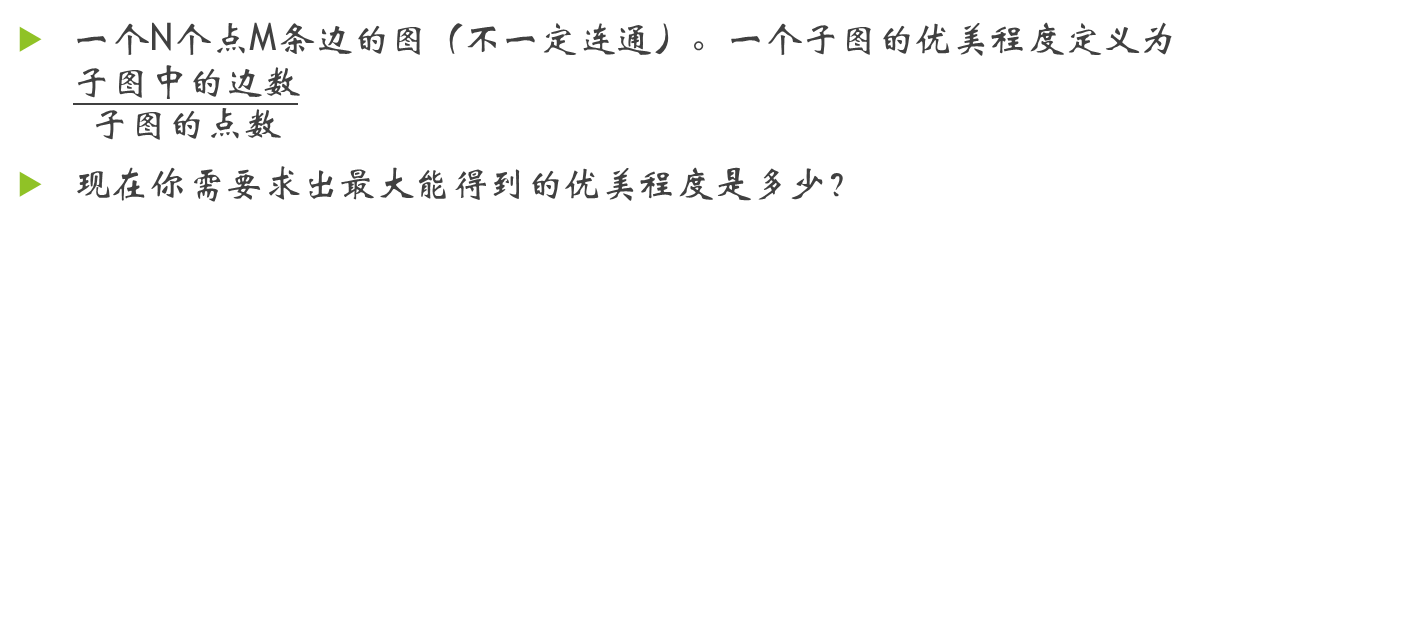 一个N个点M条边的图（不一定连通）。一个子图的优美程度定义为
子图中的边数
子图的点数
现在你需要求出最大能得到的优美程度是多少？